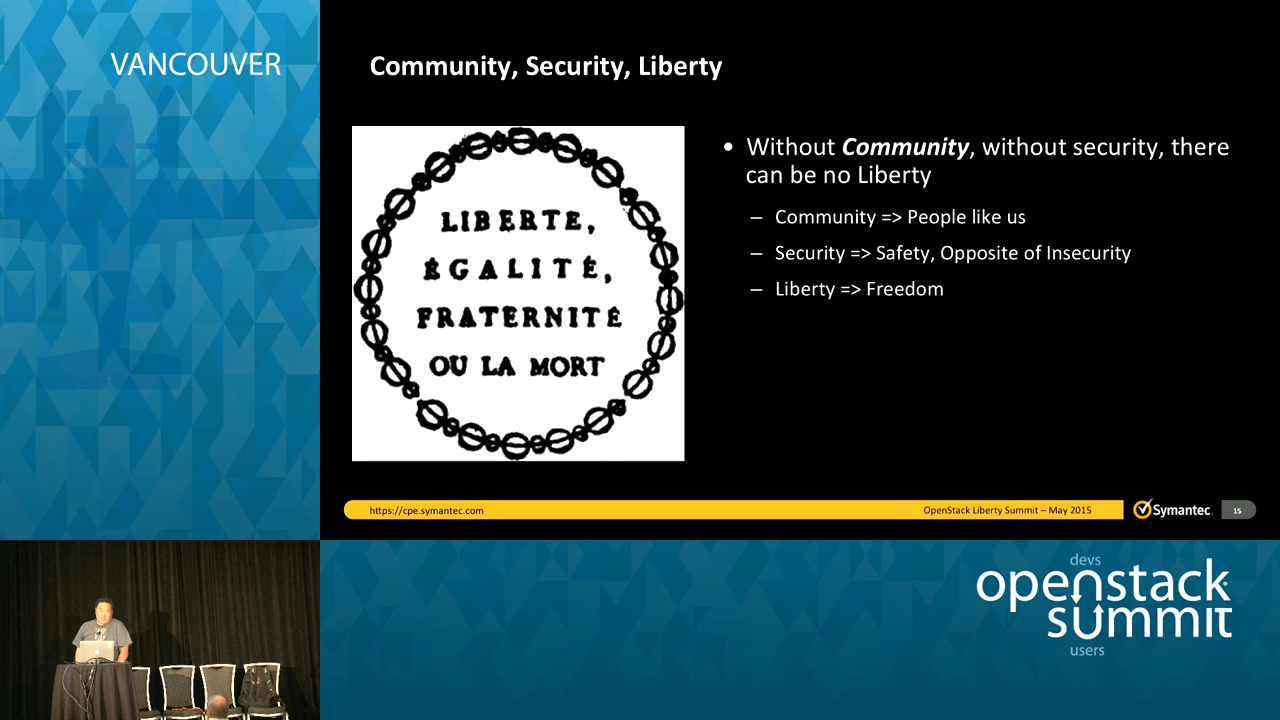 VANCOUVER
Community, Security, Liberty
LIBERTE,
ÉGALITÉ,
FRATERNITÉ
OU LA MORT
• Without Community, without security, there
can be no Liberty
– Community => People like us
– Security => Safety, Opposite of Insecurity
– Liberty => Freedom
https://cpe.symantec.com
OpenStack Liberty Summit – May 2015
Symantec.
15
devs
openstack
summit
users